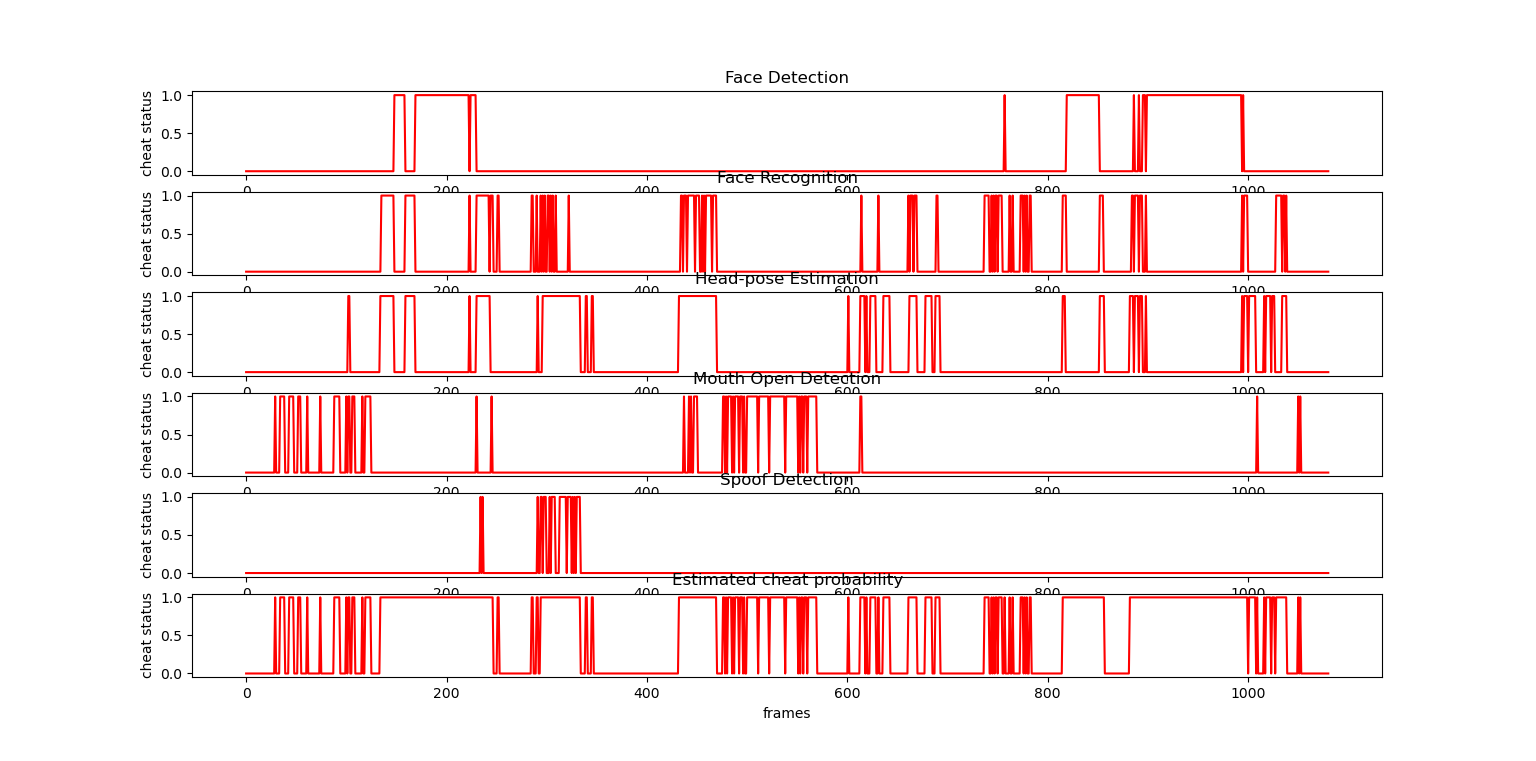 Face Detection
cheat status
1.0
0.5
0.0
0 200 400 600 800 1000
Face Recognition
cheat status
1.0
0.5
0.0
0 200 400 600 800 1000
Head-pose Estimation
cheat status
1.0
0.5
0.0
0 200 400 600 800 1000
Mouth Open Detection
cheat status
1.0
0.5
0.0
0 200 400 600 800 1000
Spoof Detection
cheat status
1.0
0.5
0.0
0 200 400 600 800 1000
Estimated cheat probability
cheat status
1.0
0.5
0.0
0 200 400 600 800 1000
frames